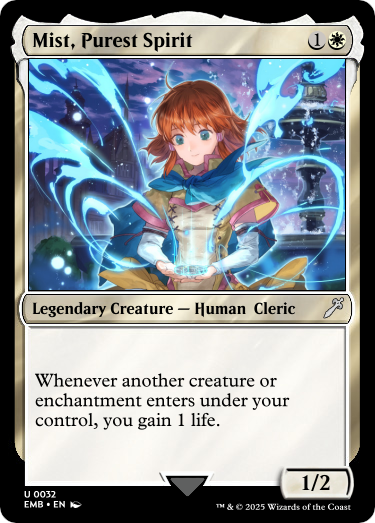 Mist, Purest Spirit 1
Legendary Creature — Human Cleric
Whenever another creature or
enchantment enters under your
control, you gain 1 life.
1/2
U 0032
EMB • EN
™ & © 2025 Wizards of the Coast